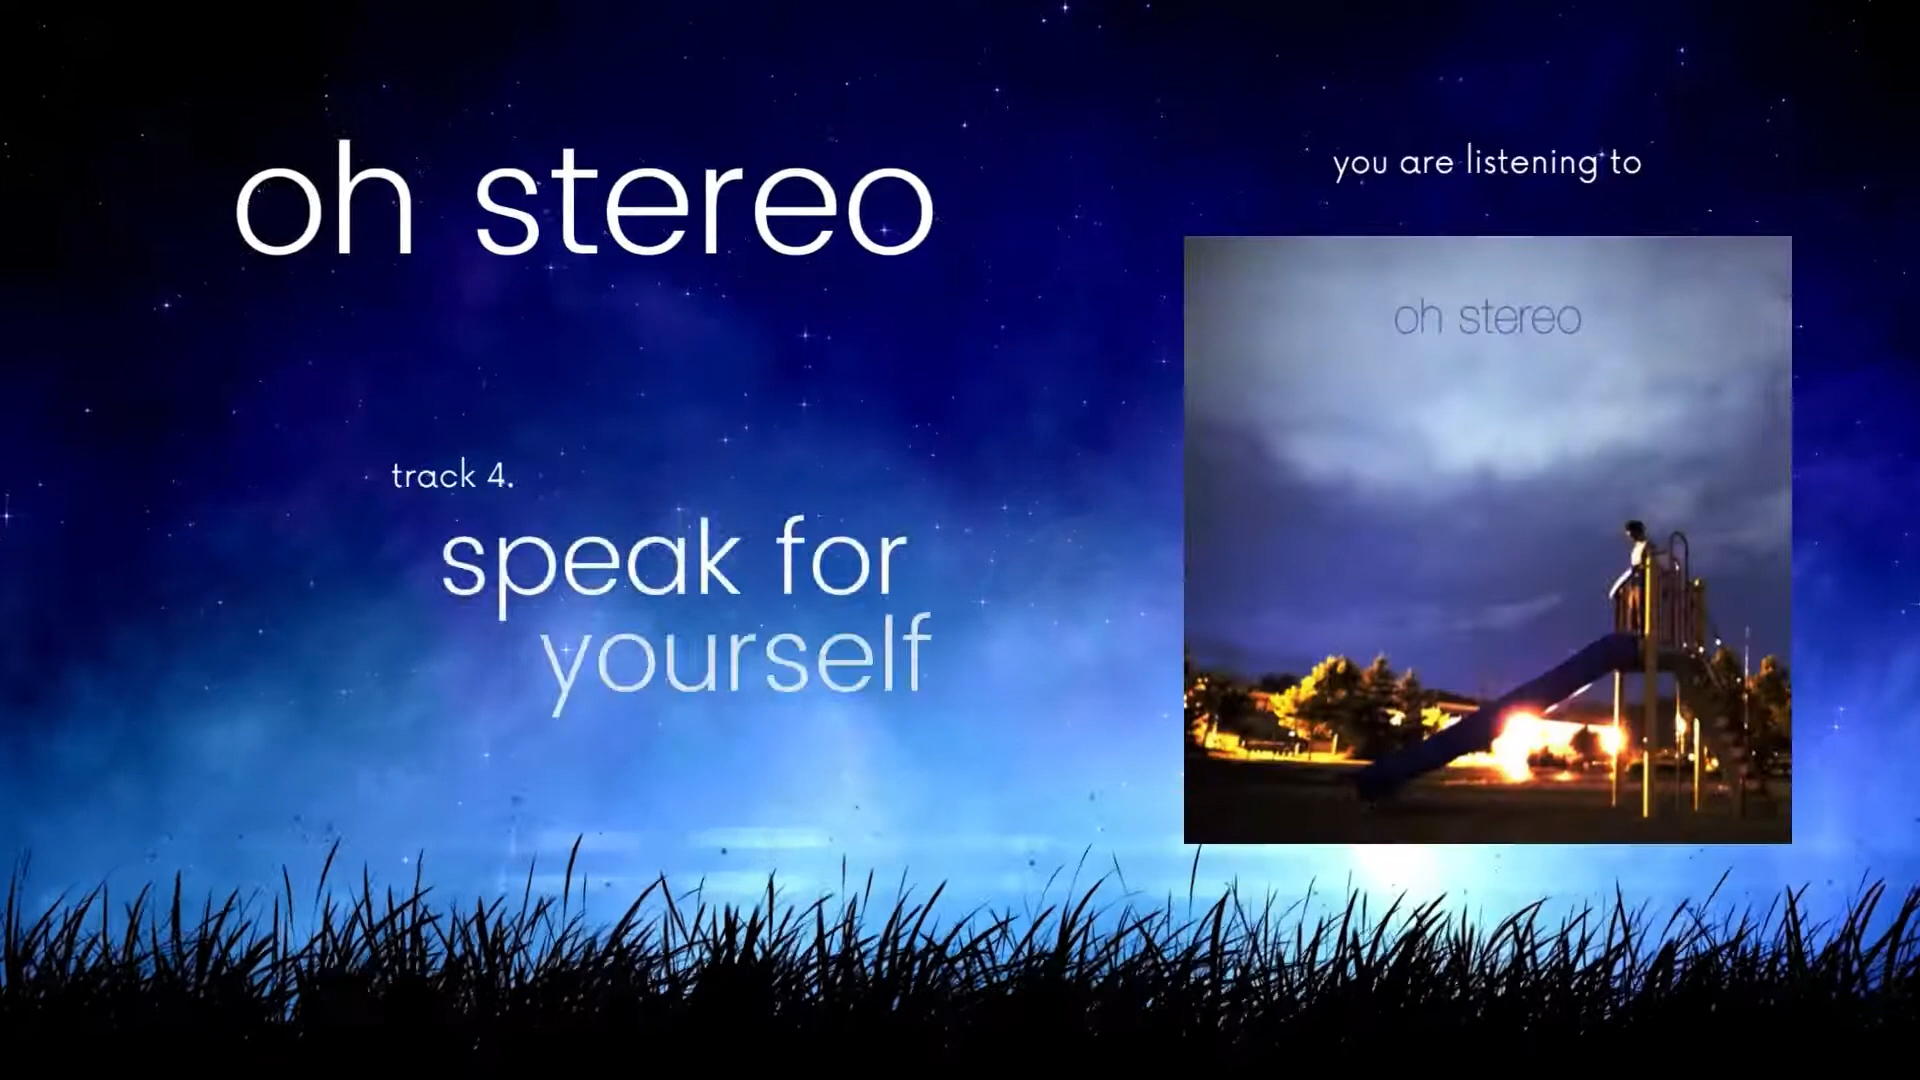 oh stereo
track 4.
speak for
yourself
you are listening to
oh stereo